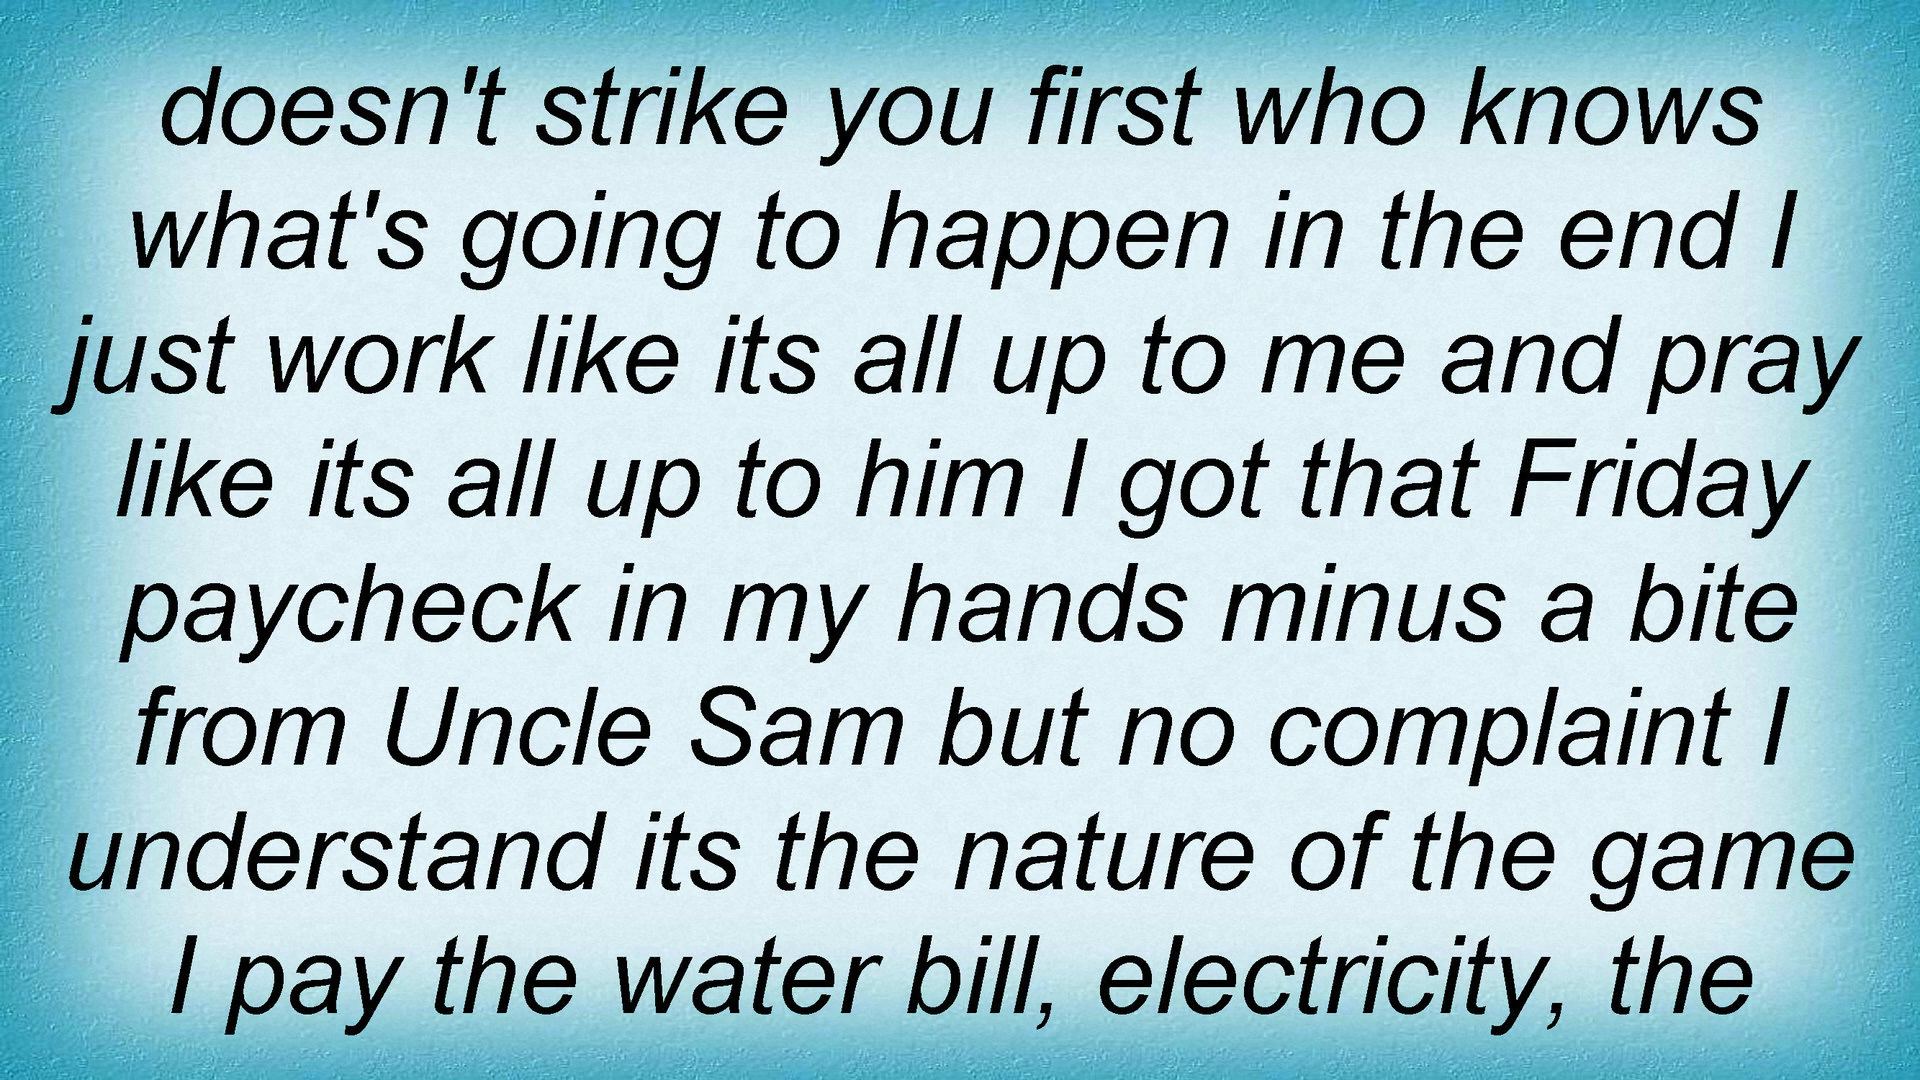 doesn't strike you first who knows
what's going to happen in the end I
just work like its all up to me and pray
like its all up to him I got that Friday
paycheck in my hands minus a bite
from Uncle Sam but no complaint I
understand its the nature of the game
I pay the water bill, electricity, the